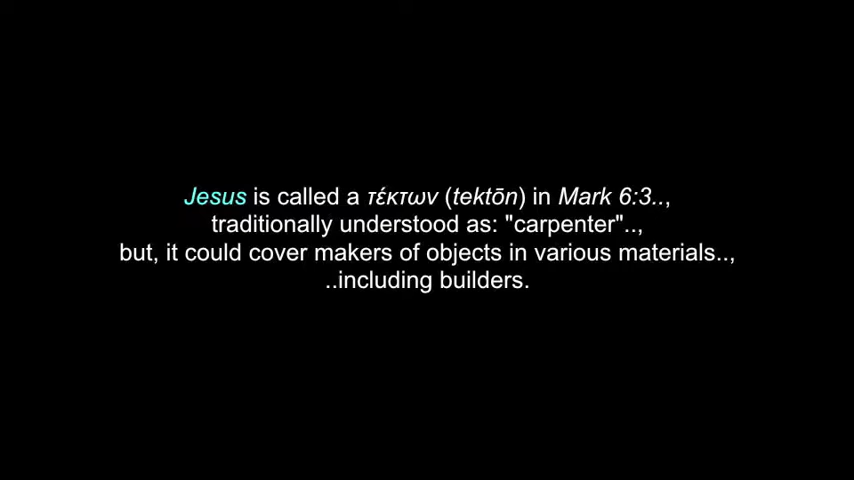 Jesus is called a τέκτων (tektōn) in Mark 6:3..,
traditionally understood as: "carpenter"..,
but, it could cover makers of objects in various materials..,
..including builders.